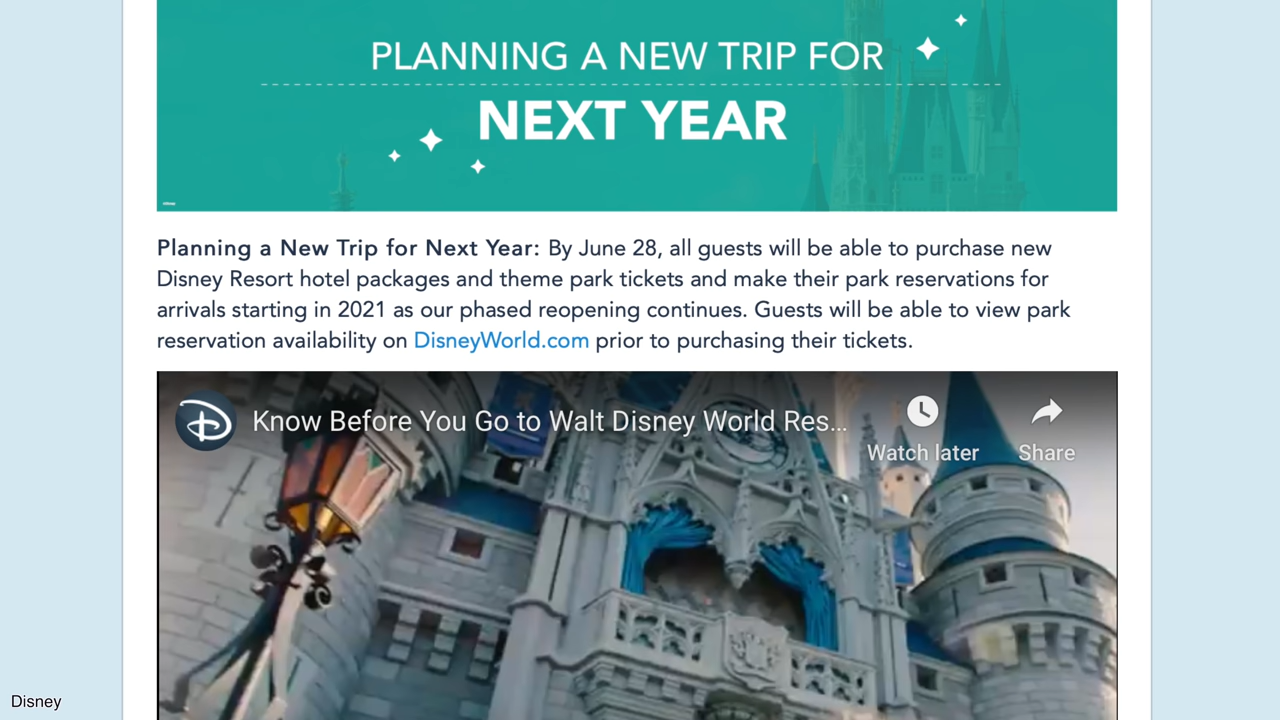 PLANNING A NEW TRIP FOR
NEXT YEAR
Planning a New Trip for Next Year: By June 28, all guests will be able to purchase new
Disney Resort hotel packages and theme park tickets and make their park reservations for
arrivals starting in 2021 as our phased reopening continues. Guests will be able to view park
reservation availability on DisneyWorld.com prior to purchasing their tickets.
Know Before You Go to Walt Disney World Res...
Watch later
Share
Disney